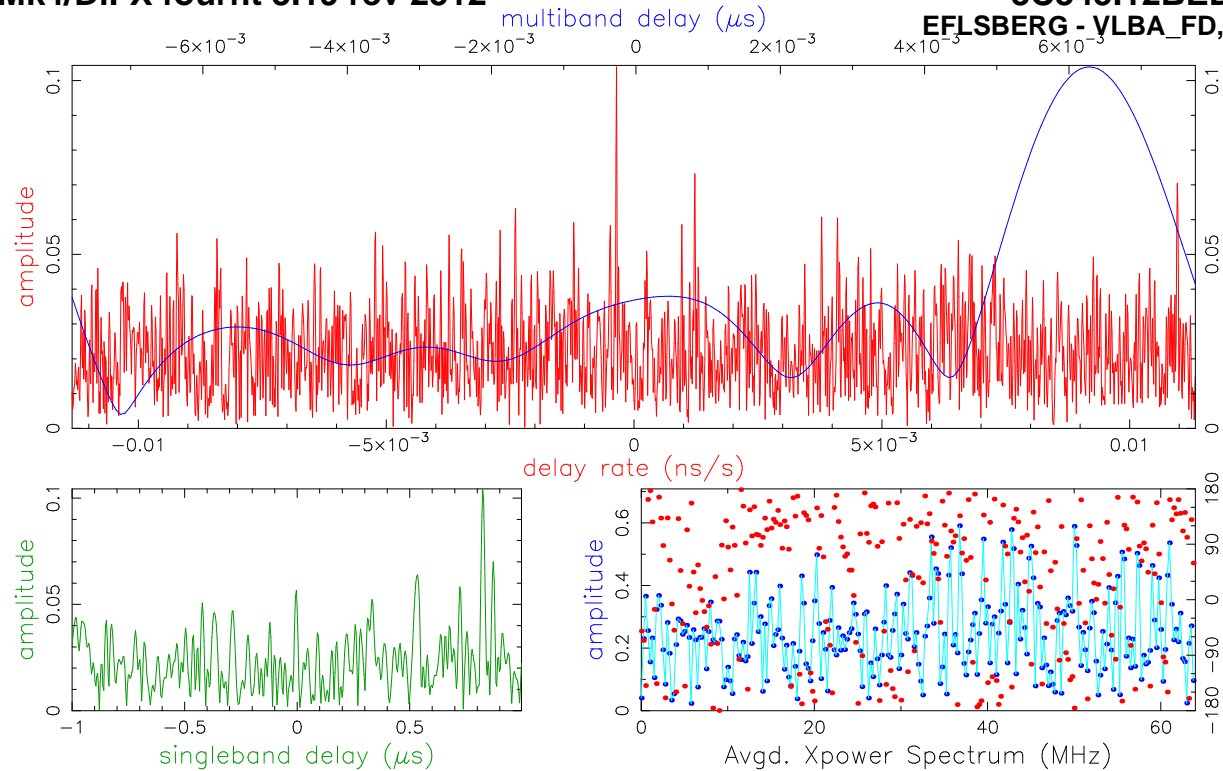 multiband delay (μs)
EFLSBERG - VLBA_FD,
−6×10⁻³ −4×10⁻³ −2×10⁻³ 0 2×10⁻³ 4×10⁻³ 6×10⁻³
amplitude
0 0.05 0.1
0 0.05 0.1
−0.01 −5×10⁻³ 0 5×10⁻³ 0.01
delay rate (ns/s)
amplitude
0 0.05 0.1
−1 −0.5 0 0.5
singleband delay (μs)
amplitude
0 0.2 0.4 0.6
−180 −90 0 90 180
0 20 40 60
Avgd. Xpower Spectrum (MHz)